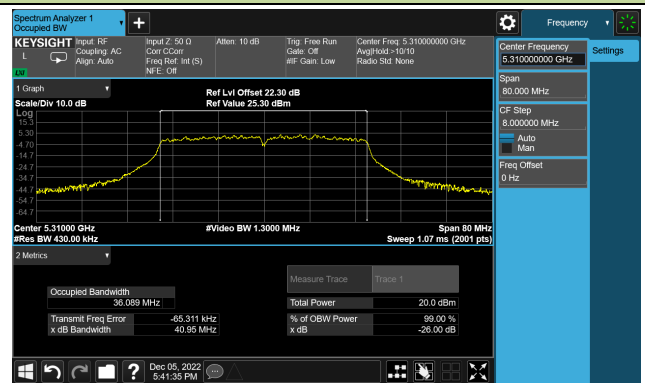 Spectrum Analyzer 1
Occupied BW
Frequency
KEYSIGHT
L
LXI
Input: RF
Coupling: AC
Align: Auto
Input Z: 50 Ω
Corr CCorr
Freq Ref: Int (S)
NFE: Off
Atten: 10 dB
Trig: Free Run
Gate: Off
#IF Gain: Low
Center Freq: 5.310000000 GHz
Avg|Hold:>10/10
Radio Std: None
Center Frequency
5.310000000 GHz
Settings
Span
80.000 MHz
CF Step
8.000000 MHz
Auto
Man
Freq Offset
0 Hz
1 Graph
Scale/Div 10.0 dB
Ref Lvl Offset 22.30 dB
Ref Value 25.30 dBm
Log
15.3
5.30
-4.70
-14.7
-24.7
-34.7
-44.7
-54.7
-64.7
Center 5.31000 GHz
#Res BW 430.00 kHz
#Video BW 1.3000 MHz
Span 80 MHz
Sweep 1.07 ms (2001 pts)
2 Metrics
Measure Trace
Trace 1
Occupied Bandwidth
36.089 MHz
Total Power
20.0 dBm
Transmit Freq Error
-65.311 kHz
% of OBW Power
99.00 %
x dB Bandwidth
40.95 MHz
x dB
-26.00 dB
?
Dec 05, 2022
5:41:35 PM